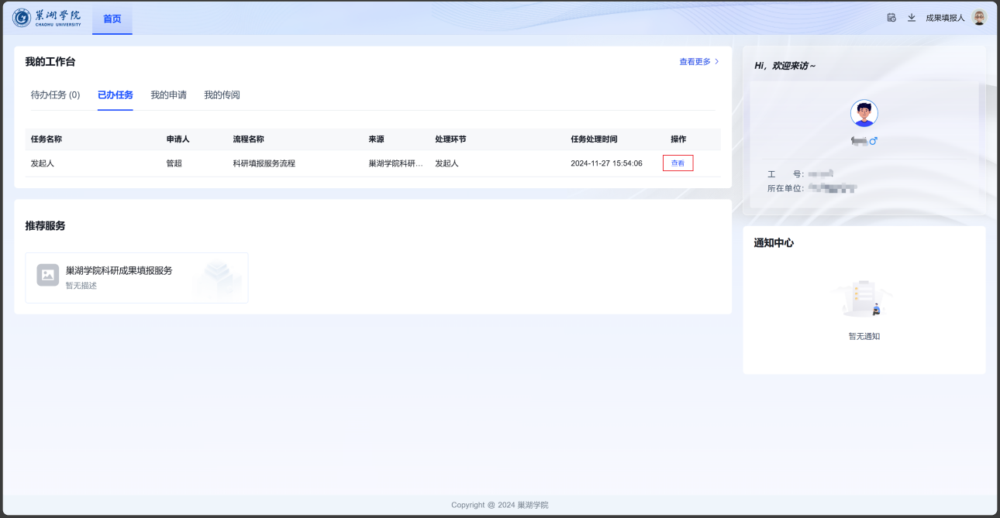 巢湖学院
CHAOHU UNIVERSITY
首页
成果填报人
我的工作台
查看更多
待办任务 (0) 已办任务 我的申请 我的传阅
任务名称 申请人 流程名称 来源 处理环节 任务处理时间 操作
发起人 管超 科研填报服务流程 巢湖学院科研... 发起人 2024-11-27 15:54:06 查看
推荐服务
巢湖学院科研成果填报服务
暂无描述
Hi，欢迎来访~
工 号:
所在单位:
通知中心
暂无通知
Copyright @ 2024 巢湖学院